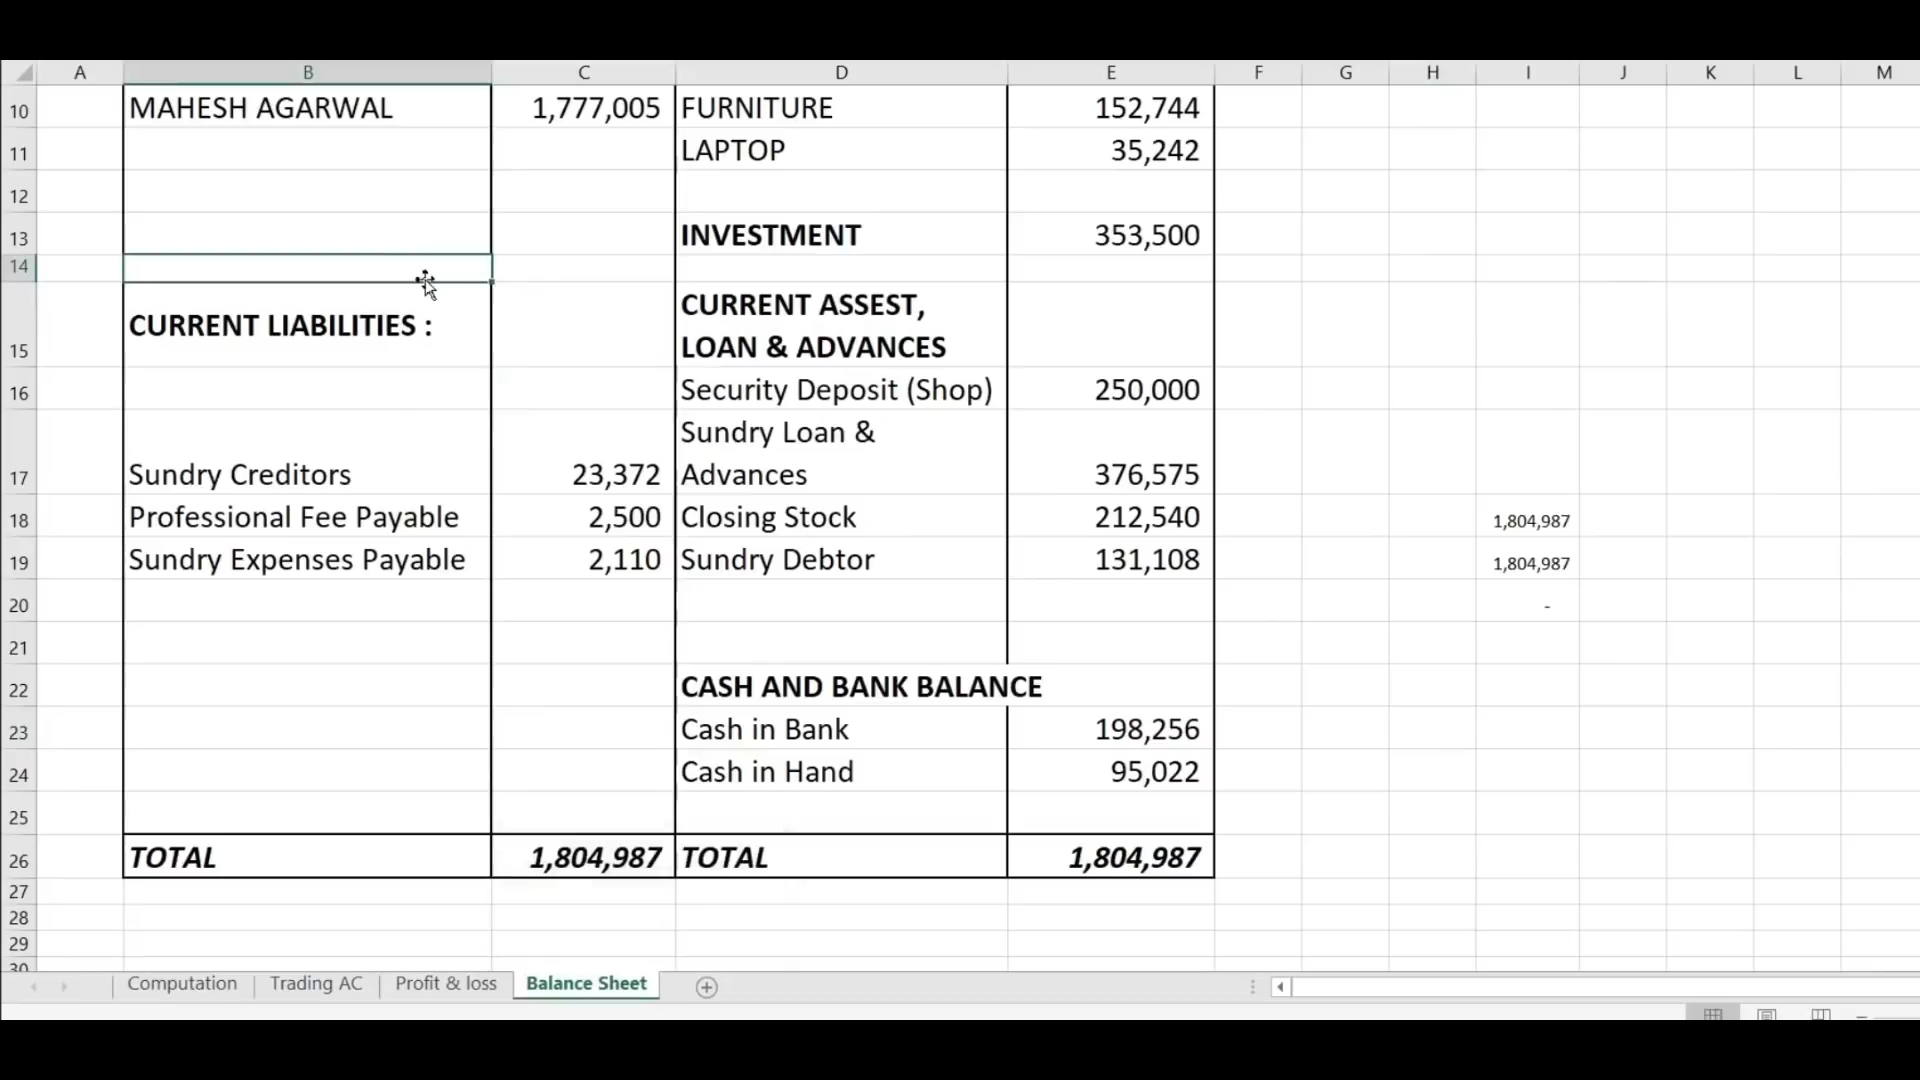 A B C D E F G H I J K L M
10 MAHESH AGARWAL 1,777,005 FURNITURE 152,744
11 LAPTOP 35,242
12
13 INVESTMENT 353,500
14
CURRENT ASSEST,
CURRENT LIABILITIES :
15 LOAN & ADVANCES
16 Security Deposit (Shop) 250,000
Sundry Loan &
17 Sundry Creditors 23,372 Advances 376,575
18 Professional Fee Payable 2,500 Closing Stock 212,540 1,804,987
19 Sundry Expenses Payable 2,110 Sundry Debtor 131,108 1,804,987
20 -
21
22 CASH AND BANK BALANCE
23 Cash in Bank 198,256
24 Cash in Hand 95,022
25
26 TOTAL 1,804,987 TOTAL 1,804,987
27
28
29
30
Computation Trading AC Profit & loss Balance Sheet